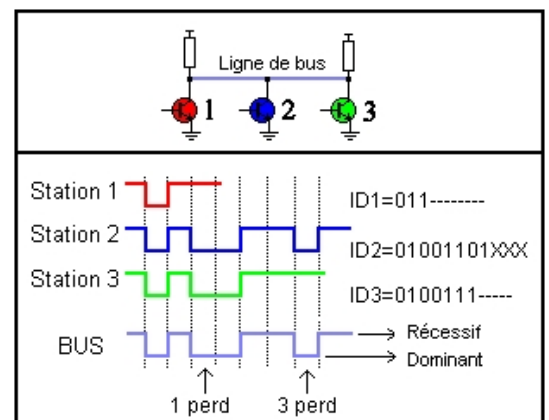 Ligne de bus
1
2
3
Station 1
ID1=011--------
Station 2
ID2=01001101XXX
Station 3
ID3=0100111-----
BUS
Récessif
Dominant
1 perd
3 perd